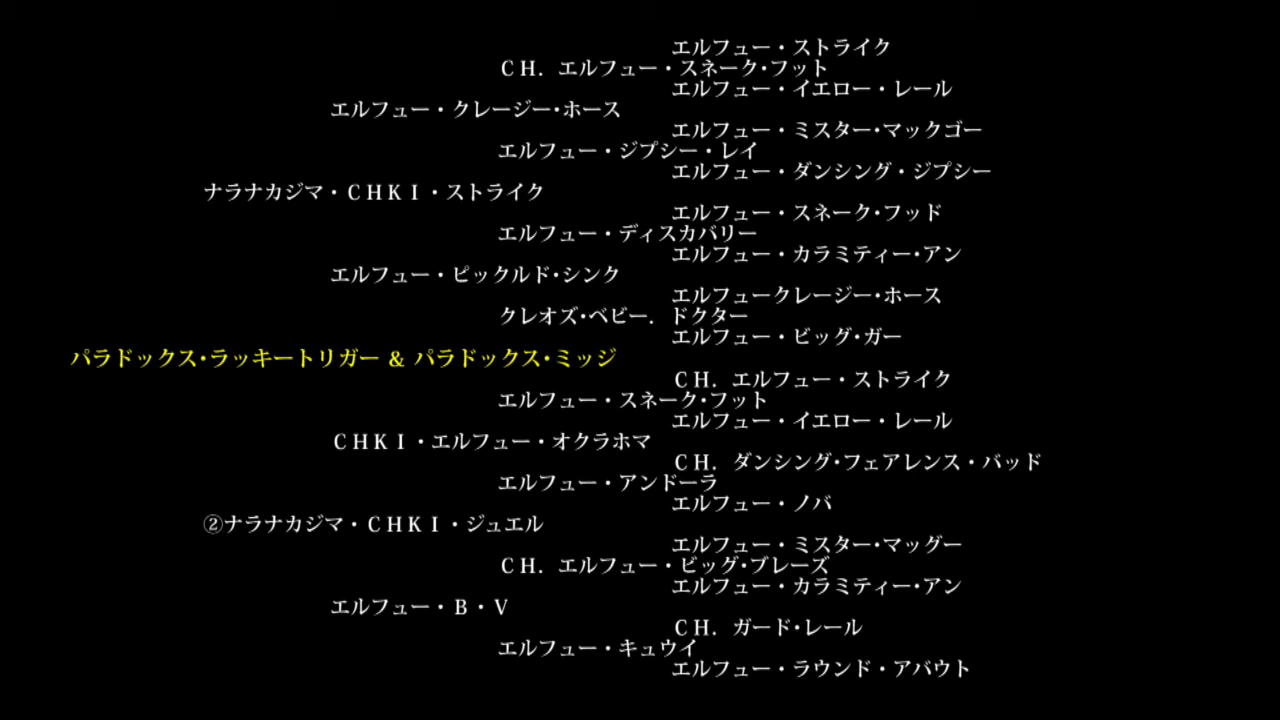 エルフュー・ストライク
ＣＨ．エルフュー・スネーク･フット
エルフュー・イエロー・レール
エルフュー・クレージー･ホース
エルフュー・ミスター･マックゴー
エルフュー・ジプシー・レイ
エルフュー・ダンシング・ジプシー
ナラナカジマ・ＣＨＫＩ・ストライク
エルフュー・スネーク･フッド
エルフュー・ディスカバリー
エルフュー・カラミティー･アン
エルフュー・ピックルド･シンク
エルフュークレージー･ホース
クレオズ･ベビー．ドクター
エルフュー・ビッグ･ガー
パラドックス･ラッキートリガー ＆ パラドックス･ミッジ
ＣＨ．エルフュー・ストライク
エルフュー・スネーク･フット
エルフュー・イエロー・レール
ＣＨＫＩ・エルフュー・オクラホマ
ＣＨ．ダンシング･フェアレンス・バッド
エルフュー・アンドーラ
エルフュー・ノバ
②ナラナカジマ・ＣＨＫＩ・ジュエル
エルフュー・ミスター･マッグー
ＣＨ．エルフュー・ビッグ･ブレーズ
エルフュー・カラミティー･アン
エルフュー・Ｂ・Ｖ
ＣＨ．ガード･レール
エルフュー・キュウイ
エルフュー・ラウンド・アバウト